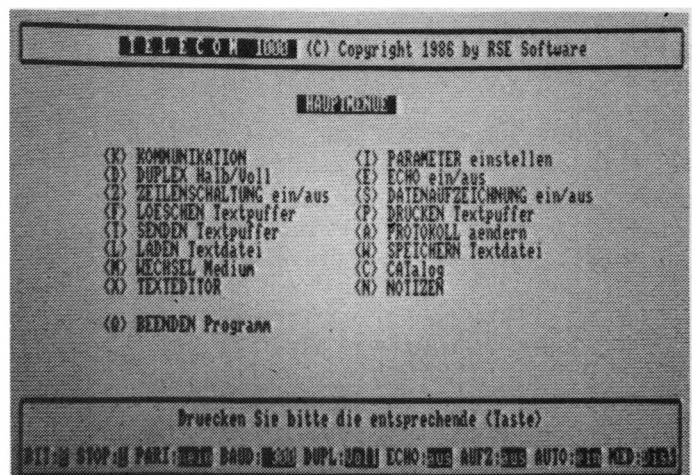 TELECOM 1000 (C) Copyright 1986 by RSE Software
HAUPTMENUE
<K> KOMMUNIKATION <I> PARAMETER einstellen
<D> DUPLEX Halb/Voll <E> ECHO ein/aus
<Z> ZEILENSCHALTUNG ein/aus <S> DATENAUFZEICHNUNG ein/aus
<F> LOESCHEN Textpuffer <P> DRUCKEN Textpuffer
<T> SENDEN Textpuffer <A> PROTOKOLL aendern
<L> LADEN Textdatei <W> SPEICHERN Textdatei
<M> WECHSEL Medium <C> CATalog
<X> TEXTEDITOR <N> NOTIZEN
<Q> BEENDEN Programm
Druecken Sie bitte die entsprechende <Taste>
BIT: STOP: PARI: BAUD: DUPL:Voll ECHO:aus AUFZ:aus AUTO:ein MED: